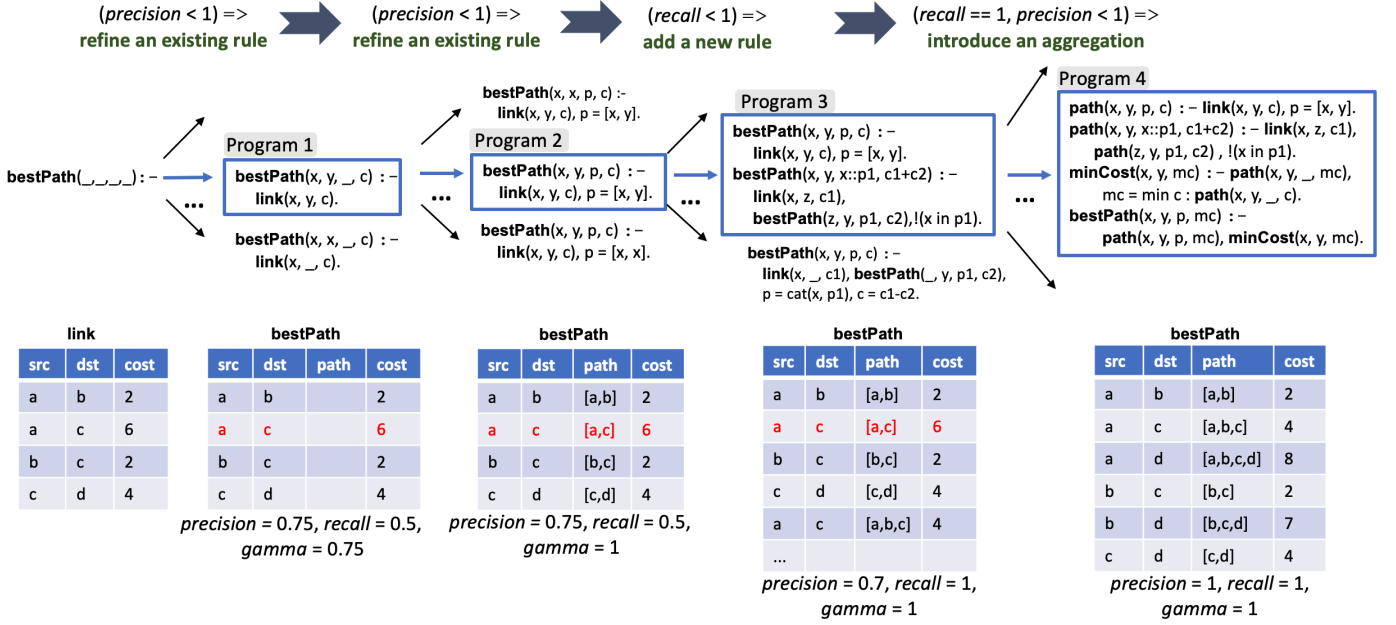 (precision < 1) =>
refine an existing rule
(precision < 1) =>
refine an existing rule
(recall < 1) =>
add a new rule
(recall == 1, precision < 1) =>
introduce an aggregation
bestPath(_,_,_,_) :-
...
Program 1
bestPath(x, y, _, c) :-
link(x, y, c).
bestPath(x, x, _, c) :-
link(x, _, c).
...
bestPath(x, x, p, c) :-
link(x, y, c), p = [x, y].
Program 2
bestPath(x, y, p, c) :-
link(x, y, c), p = [x, y].
bestPath(x, y, p, c) :-
link(x, y, c), p = [x, x].
...
Program 3
bestPath(x, y, p, c) :-
link(x, y, c), p = [x, y].
bestPath(x, y, x::p1, c1+c2) :-
link(x, z, c1),
bestPath(z, y, p1, c2),!(x in p1).
bestPath(x, y, p, c) :-
link(x, _, c1), bestPath(_, y, p1, c2),
p = cat(x, p1), c = c1-c2.
...
Program 4
path(x, y, p, c) :- link(x, y, c), p = [x, y].
path(x, y, x::p1, c1+c2) :- link(x, z, c1),
path(z, y, p1, c2) , !(x in p1).
minCost(x, y, mc) :- path(x, y, _, mc),
mc = min c : path(x, y, _, c).
bestPath(x, y, p, mc) :-
path(x, y, p, mc), minCost(x, y, mc).
link
src dst cost
a b 2
a c 6
b c 2
c d 4
bestPath
src dst path cost
a b 2
a c 6
b c 2
c d 4
precision = 0.75, recall = 0.5,
gamma = 0.75
bestPath
src dst path cost
a b [a,b] 2
a c [a,c] 6
b c [b,c] 2
c d [c,d] 4
precision = 0.75, recall = 0.5,
gamma = 1
bestPath
src dst path cost
a b [a,b] 2
a c [a,c] 6
b c [b,c] 2
c d [c,d] 4
a c [a,b,c] 4
...
precision = 0.7, recall = 1,
gamma = 1
bestPath
src dst path cost
a b [a,b] 2
a c [a,b,c] 4
a d [a,b,c,d] 8
b c [b,c] 2
b d [b,c,d] 7
c d [c,d] 4
precision = 1, recall = 1,
gamma = 1